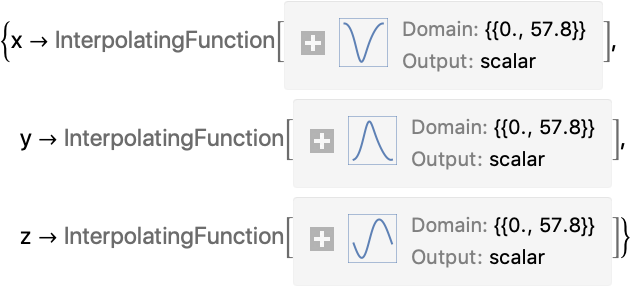 {x → InterpolatingFunction[ Domain: {{0., 57.8}}
Output: scalar ],
y → InterpolatingFunction[ Domain: {{0., 57.8}}
Output: scalar ],
z → InterpolatingFunction[ Domain: {{0., 57.8}}
Output: scalar ]}